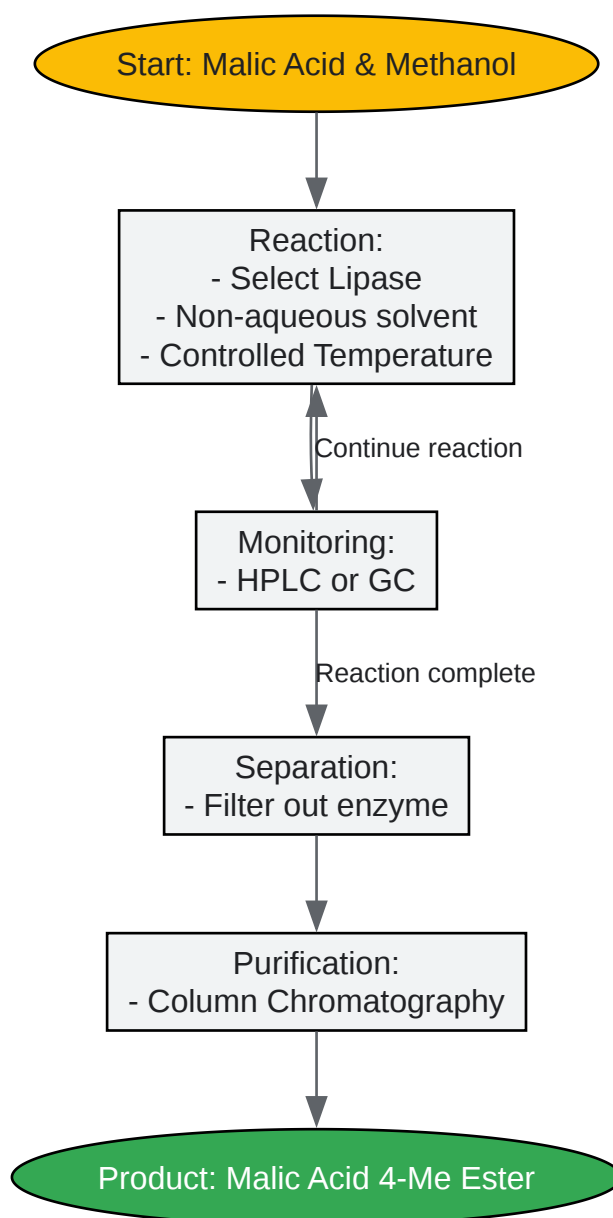 Start: Malic Acid & Methanol
Reaction:
- Select Lipase
- Non-aqueous solvent
- Controlled Temperature
Continue reaction
Monitoring:
- HPLC or GC
Reaction complete
Separation:
- Filter out enzyme
Purification:
- Column Chromatography
Product: Malic Acid 4-Me Ester